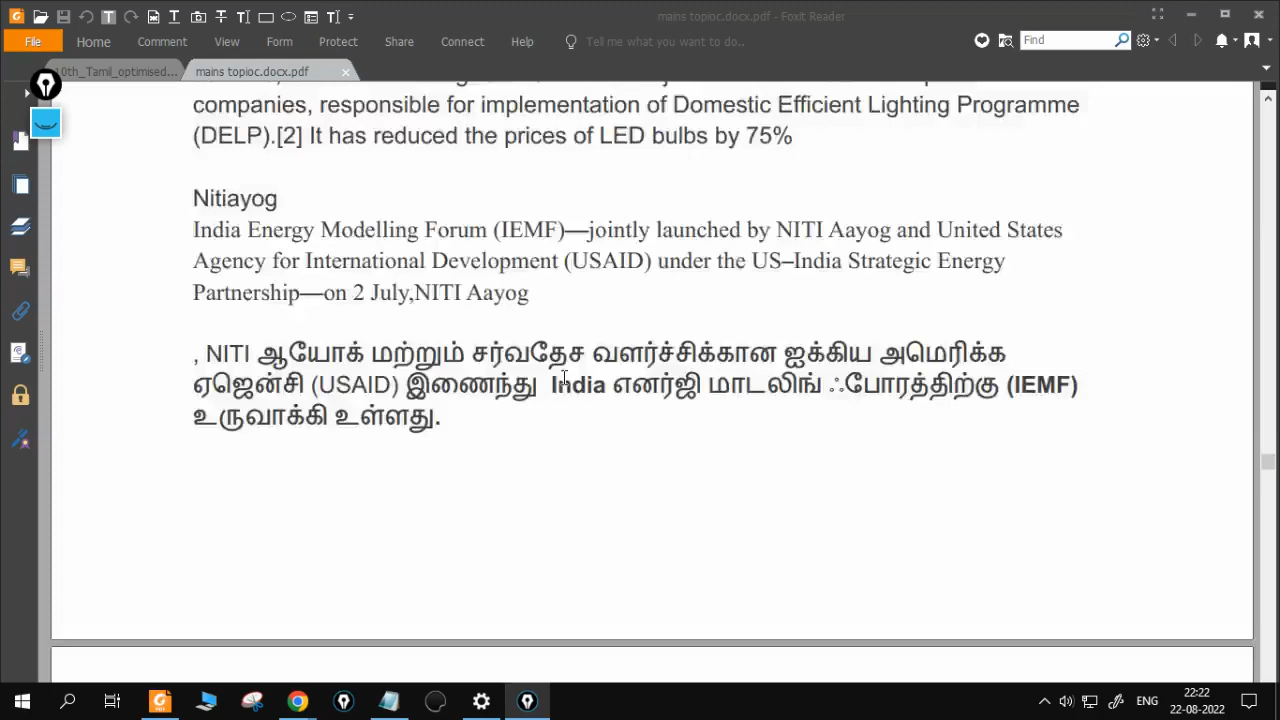 mains topioc.docx.pdf - Foxit Reader
File Home Comment View Form Protect Share Connect Help Tell me what you want to do.. Find
10th_Tamil_optimised... mains topioc.docx.pdf
companies, responsible for implementation of Domestic Efficient Lighting Programme
(DELP).[2] It has reduced the prices of LED bulbs by 75%
Nitiayog
India Energy Modelling Forum (IEMF)—jointly launched by NITI Aayog and United States
Agency for International Development (USAID) under the US–India Strategic Energy
Partnership—on 2 July,NITI Aayog
, NITI ஆயோக் மற்றும் சர்வதேச வளர்ச்சிக்கான ஐக்கிய அமெரிக்க
ஏஜென்சி (USAID) இணைந்து India எனர்ஜி மாடலிங் ஃபோரத்திற்கு (IEMF)
உருவாக்கி உள்ளது.
ENG
22:22
22-08-2022